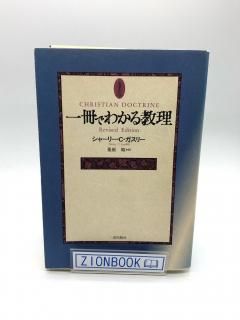 CHRISTIAN DOCTRINE
一冊でわかる教理
Revised Edition
シャーリー・C・ガスリー
ZIONBOOK